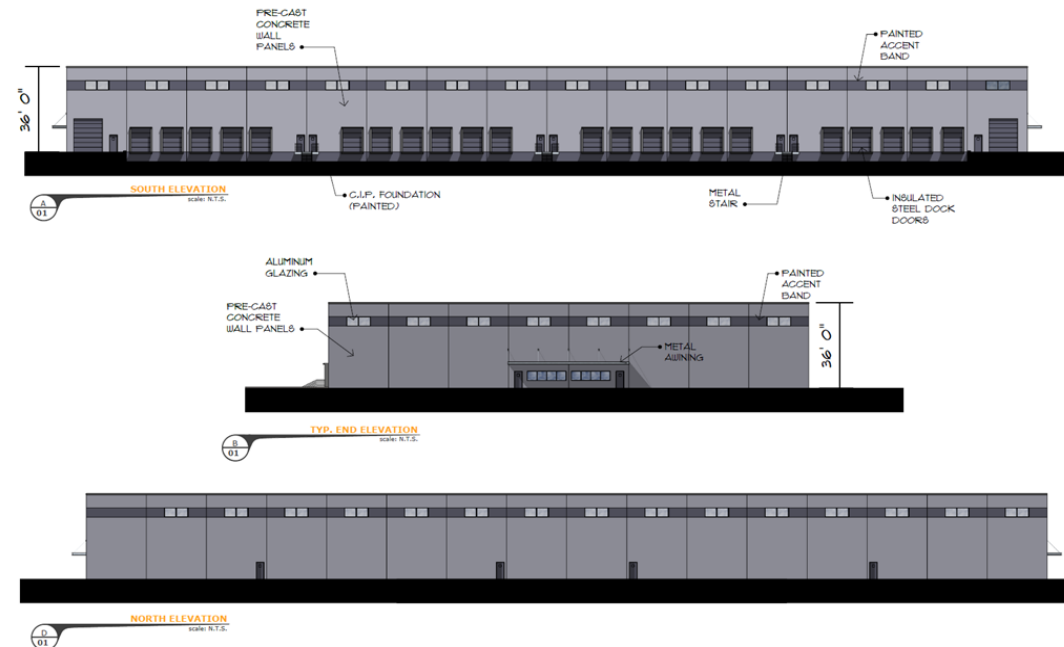 PRE-CAST
CONCRETE
WALL
PANELS
PAINTED
ACCENT
BAND
36' 0"
A
01
SOUTH ELEVATION
scale: N.T.S.
C.I.P. FOUNDATION
(PAINTED)
METAL
STAIR
INSULATED
STEEL DOCK
DOORS
ALUMINUM
GLAZING
PRE-CAST
CONCRETE
WALL PANELS
PAINTED
ACCENT
BAND
METAL
AWINING
36' 0"
B
01
TYP. END ELEVATION
scale: N.T.S.
D
01
NORTH ELEVATION
scale: N.T.S.